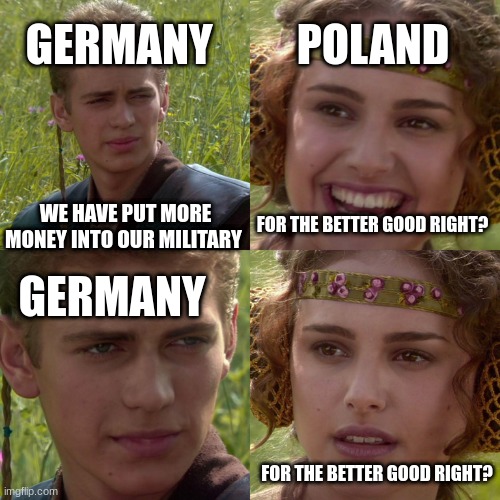 GERMANY
POLAND
WE HAVE PUT MORE
MONEY INTO OUR MILITARY
FOR THE BETTER GOOD RIGHT?
GERMANY
FOR THE BETTER GOOD RIGHT?
imgflip.com